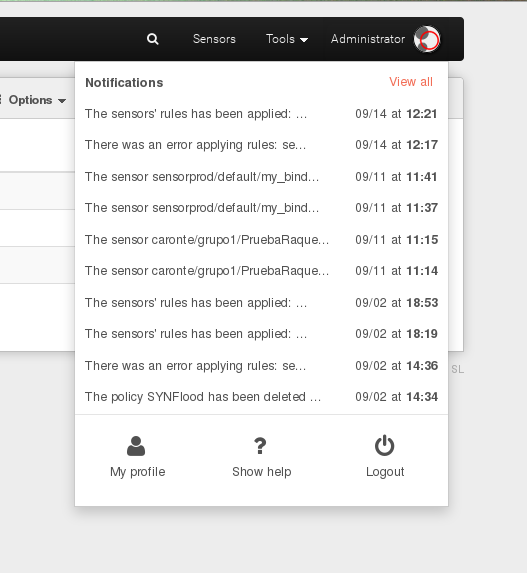 Sensors Tools Administrator
Options
Notifications View all
The sensors' rules has been applied: ... 09/14 at 12:21
There was an error applying rules: se... 09/14 at 12:17
The sensor sensorprod/default/my_bind... 09/11 at 11:41
The sensor sensorprod/default/my_bind... 09/11 at 11:37
The sensor caronte/grupo1/PruebaRaque... 09/11 at 11:15
The sensor caronte/grupo1/PruebaRaque... 09/11 at 11:14
The sensors' rules has been applied: ... 09/02 at 18:53
The sensors' rules has been applied: ... 09/02 at 18:19
There was an error applying rules: se... 09/02 at 14:36
SL
The policy SYNFlood has been deleted ... 09/02 at 14:34
My profile Show help Logout